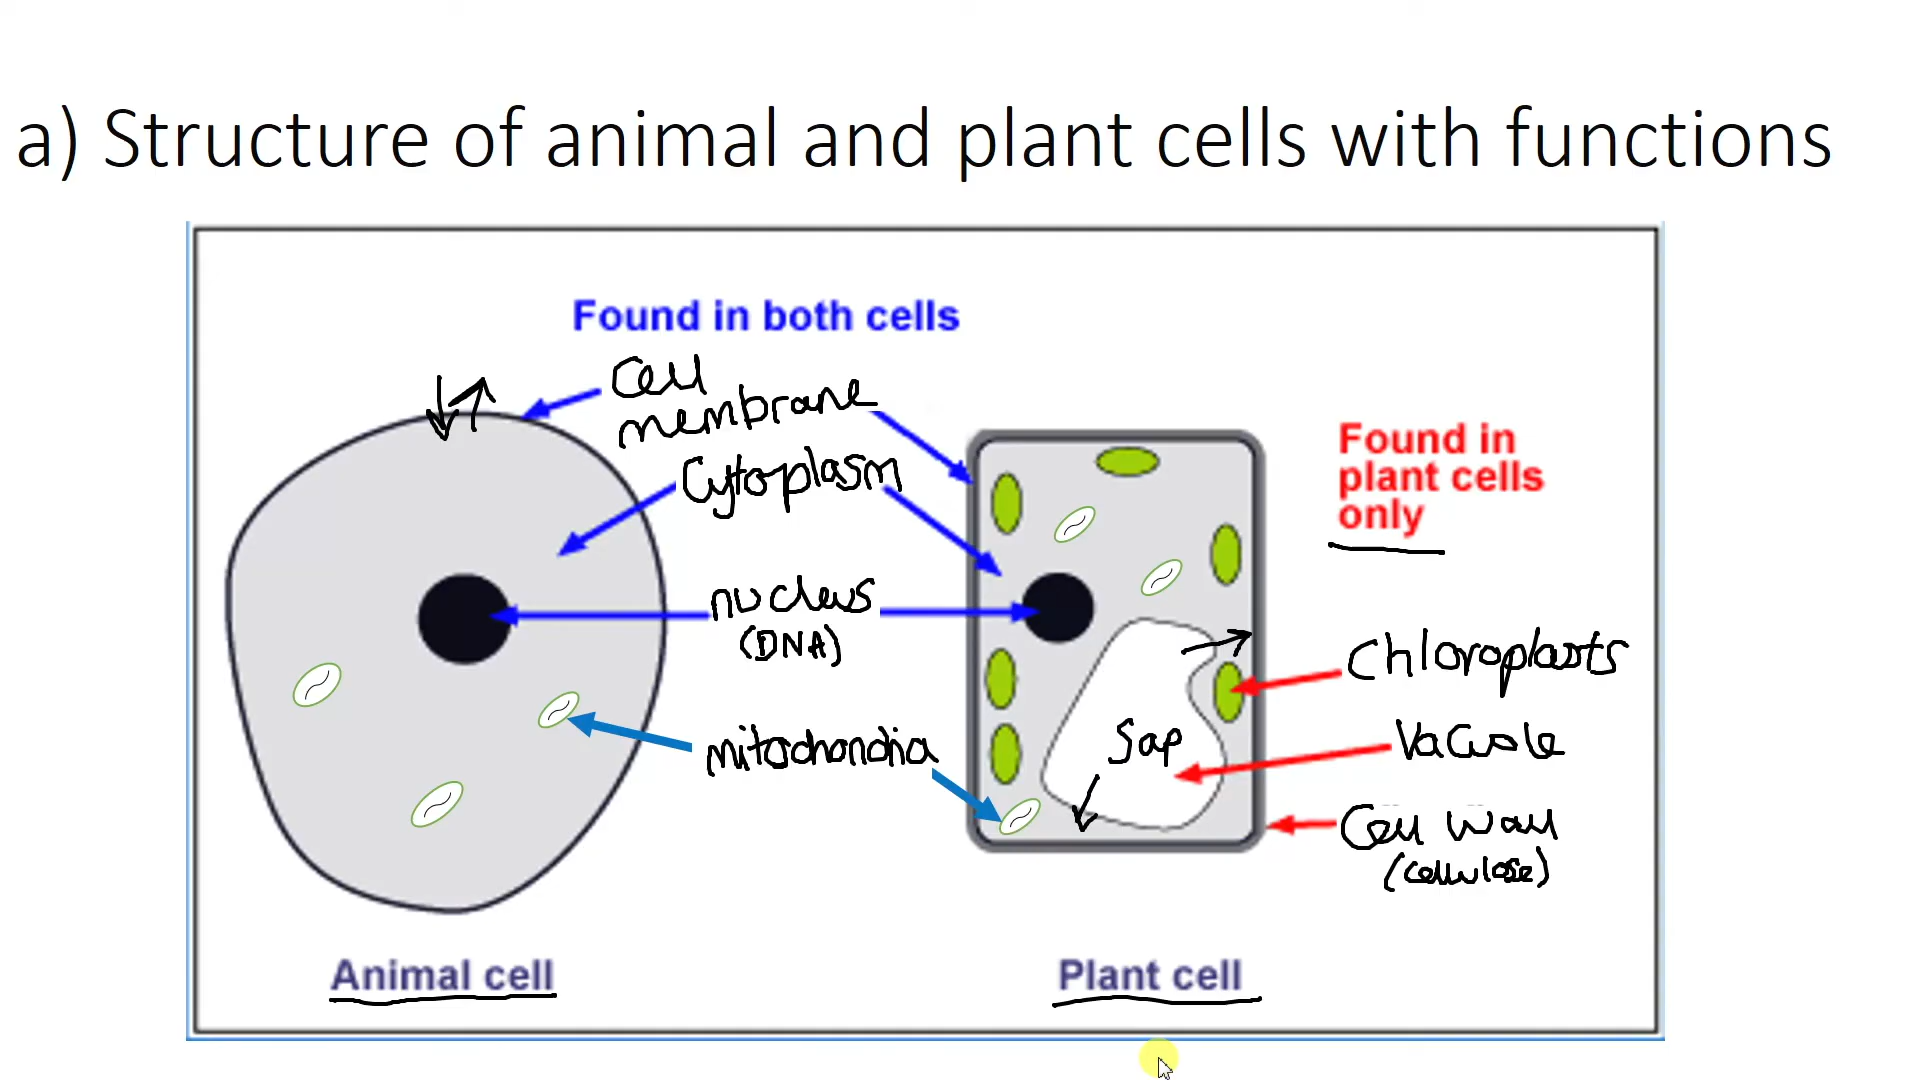 a) Structure of animal and plant cells with functions
Found in both cells
Cell
membrane
Cytoplasm
nucleus
(DNA)
mitochondria
Found in
plant cells
only
Chloroplasts
Vacuole
Sap
Cell wall
(cellulose)
Animal cell
Plant cell